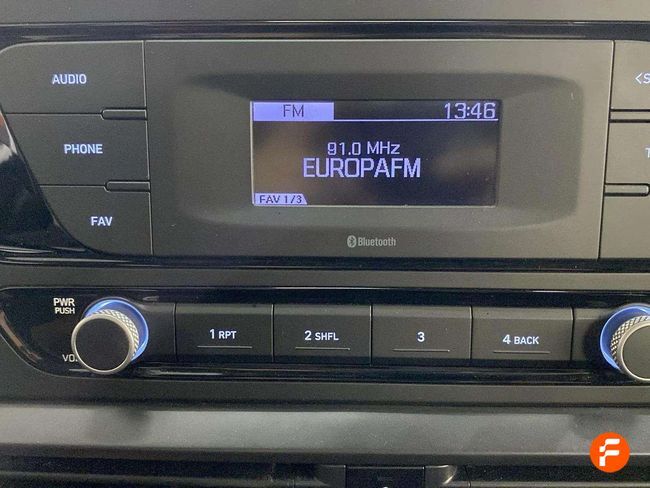 AUDIO
PHONE
FAV
FM 13:46
91.0 MHz
EUROPAFM
FAV 1/3
Bluetooth
<S
T
PWR
PUSH
VOL
1 RPT
2 SHFL
3
4 BACK